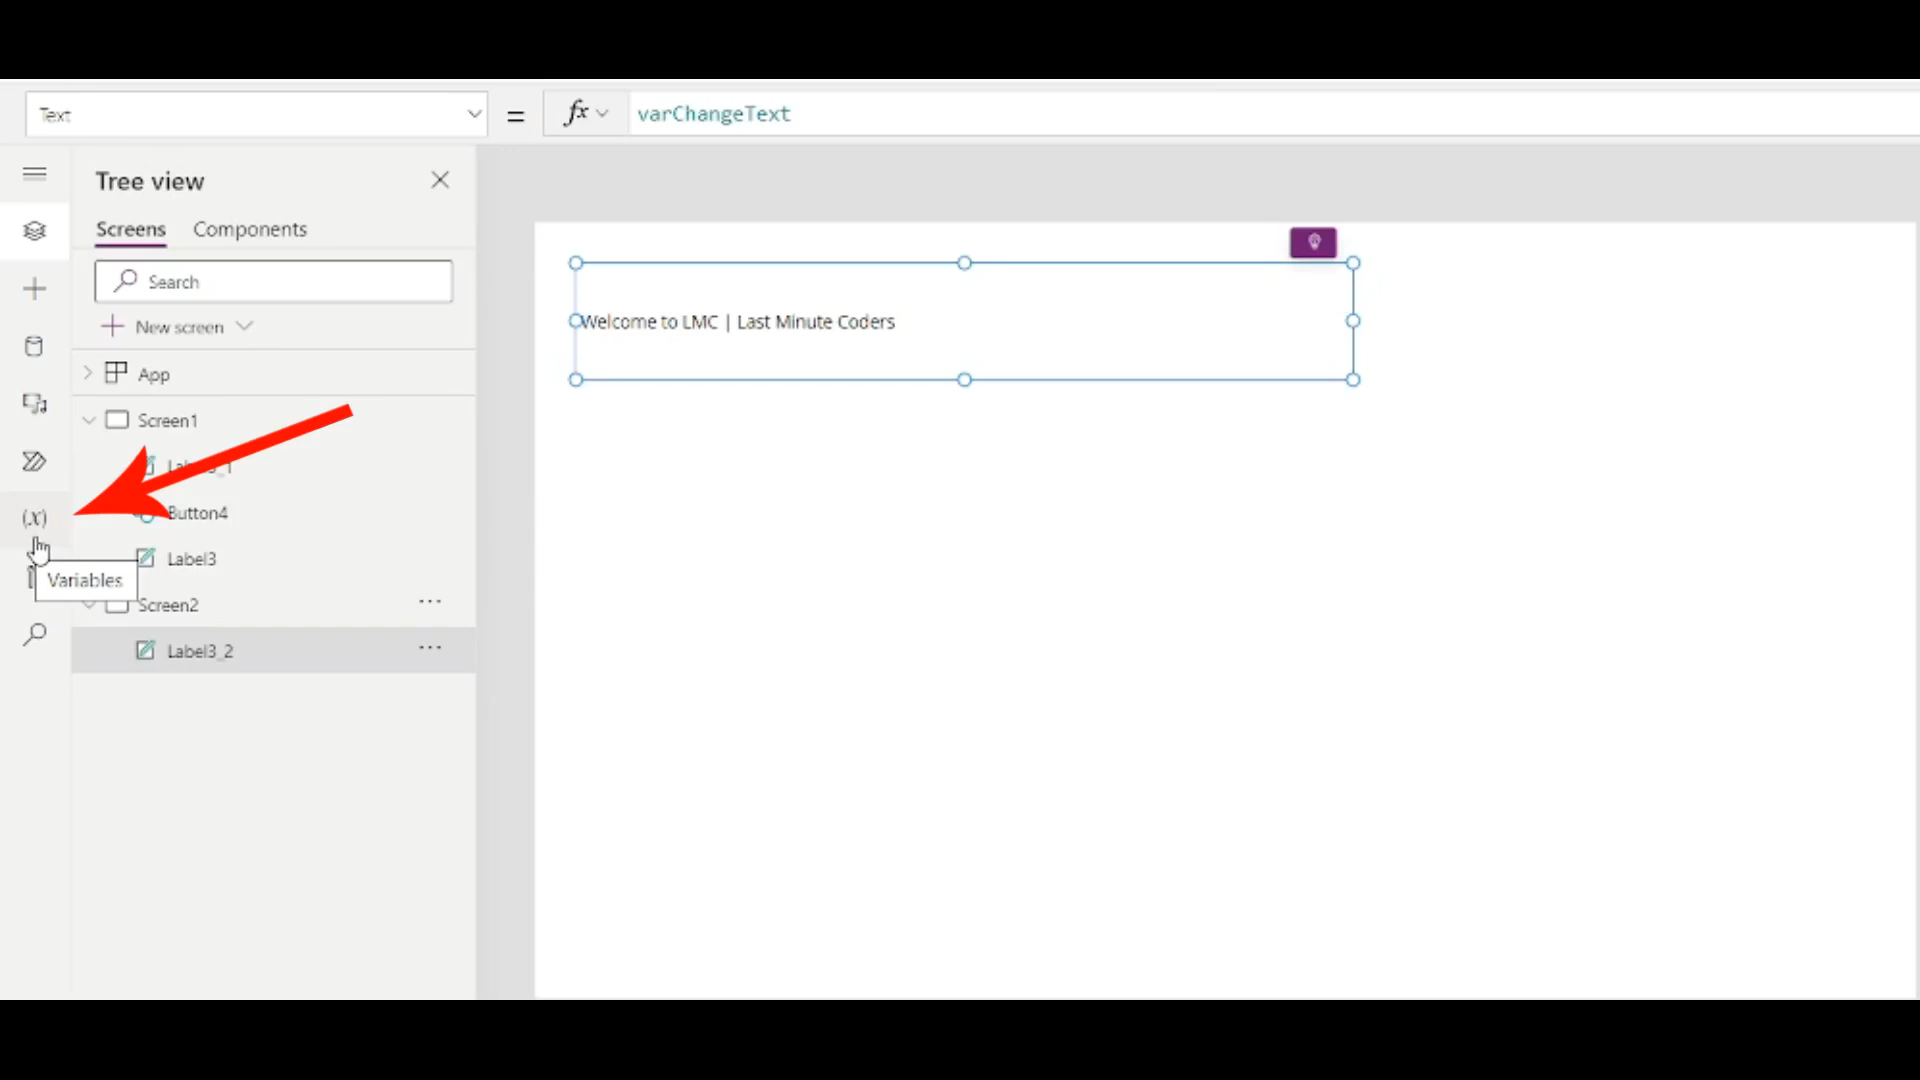 Text
=
fx
varChangeText
Tree view
Screens
Components
Search
New screen
App
Screen1
Button4
(x)
Label3
Variables
Screen2
Label3_2
Welcome to LMC | Last Minute Coders